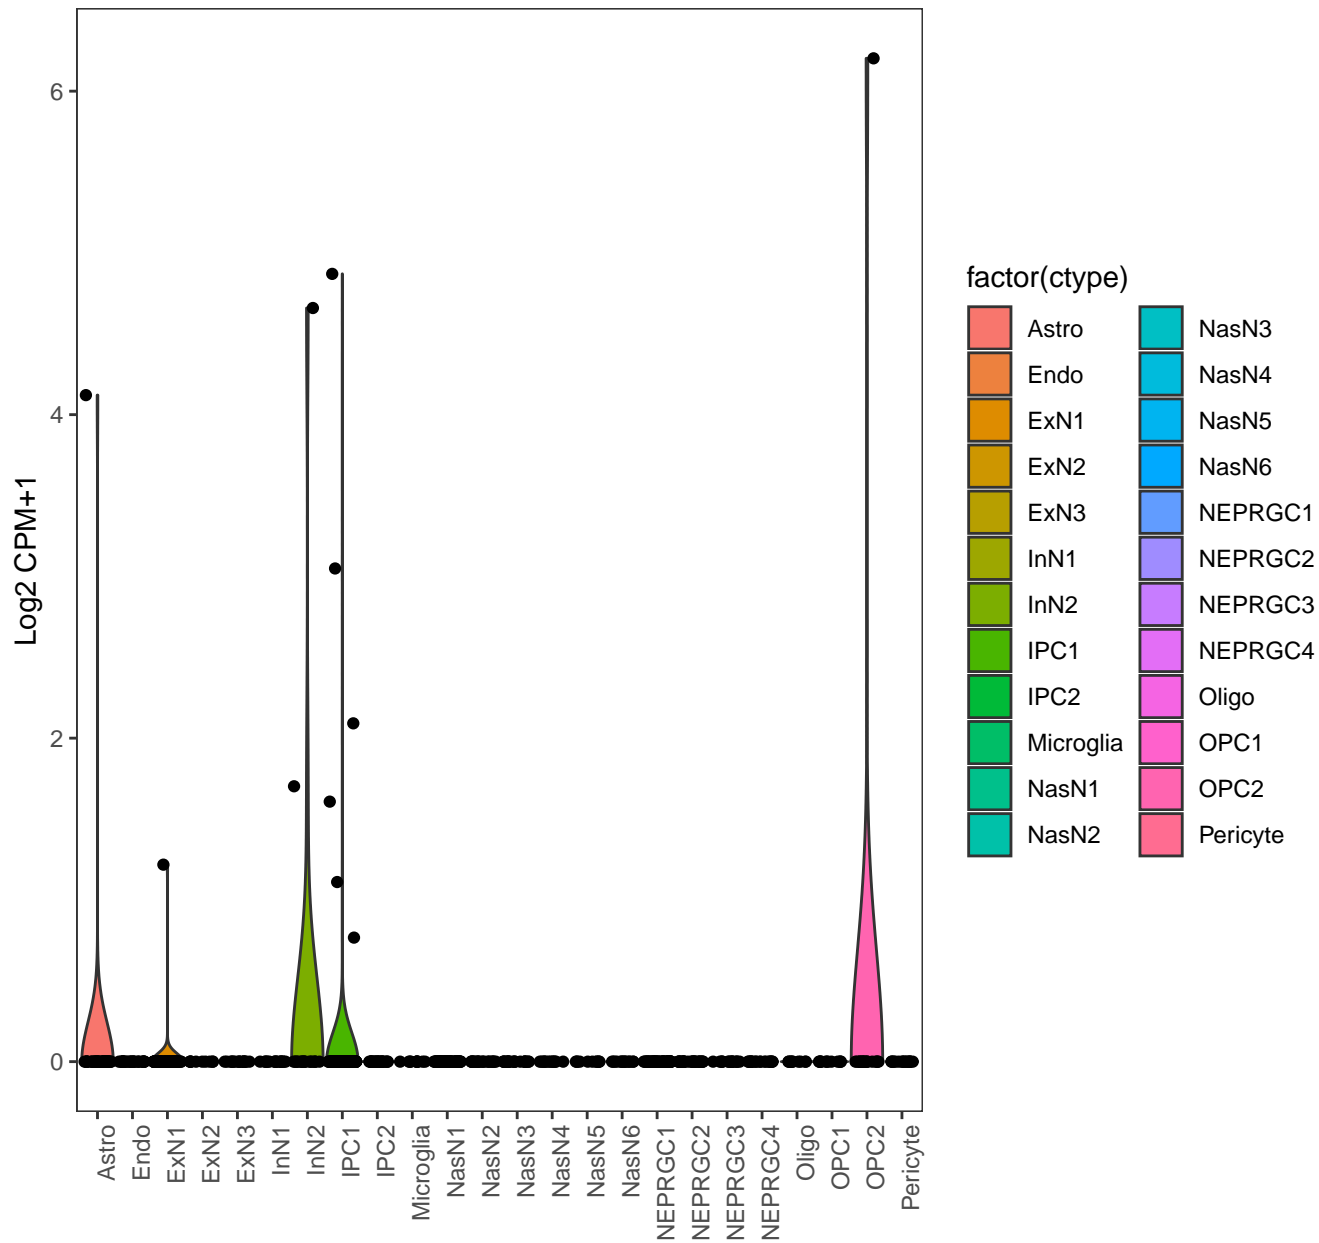 6
4
2
0
Log2 CPM+1
Astro
Endo
ExN1
ExN2
ExN3
InN1
InN2
IPC1
IPC2
Microglia
NasN1
NasN2
NasN3
NasN4
NasN5
NasN6
NEPRGC1
NEPRGC2
NEPRGC3
NEPRGC4
Oligo
OPC1
OPC2
Pericyte
factor(ctype)
Astro
Endo
ExN1
ExN2
ExN3
InN1
InN2
IPC1
IPC2
Microglia
NasN1
NasN2
NasN3
NasN4
NasN5
NasN6
NEPRGC1
NEPRGC2
NEPRGC3
NEPRGC4
Oligo
OPC1
OPC2
Pericyte